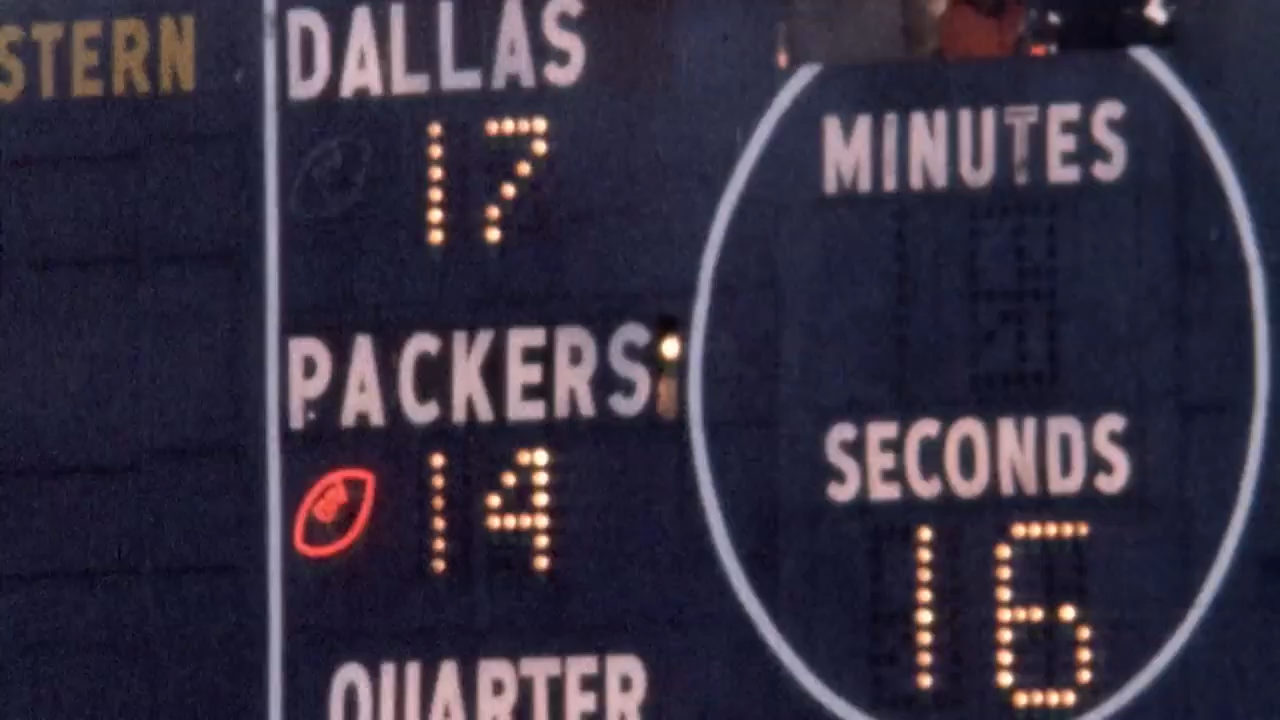 STERN
DALLAS
17
PACKERS
14
QUARTER
MINUTES
SECONDS
16